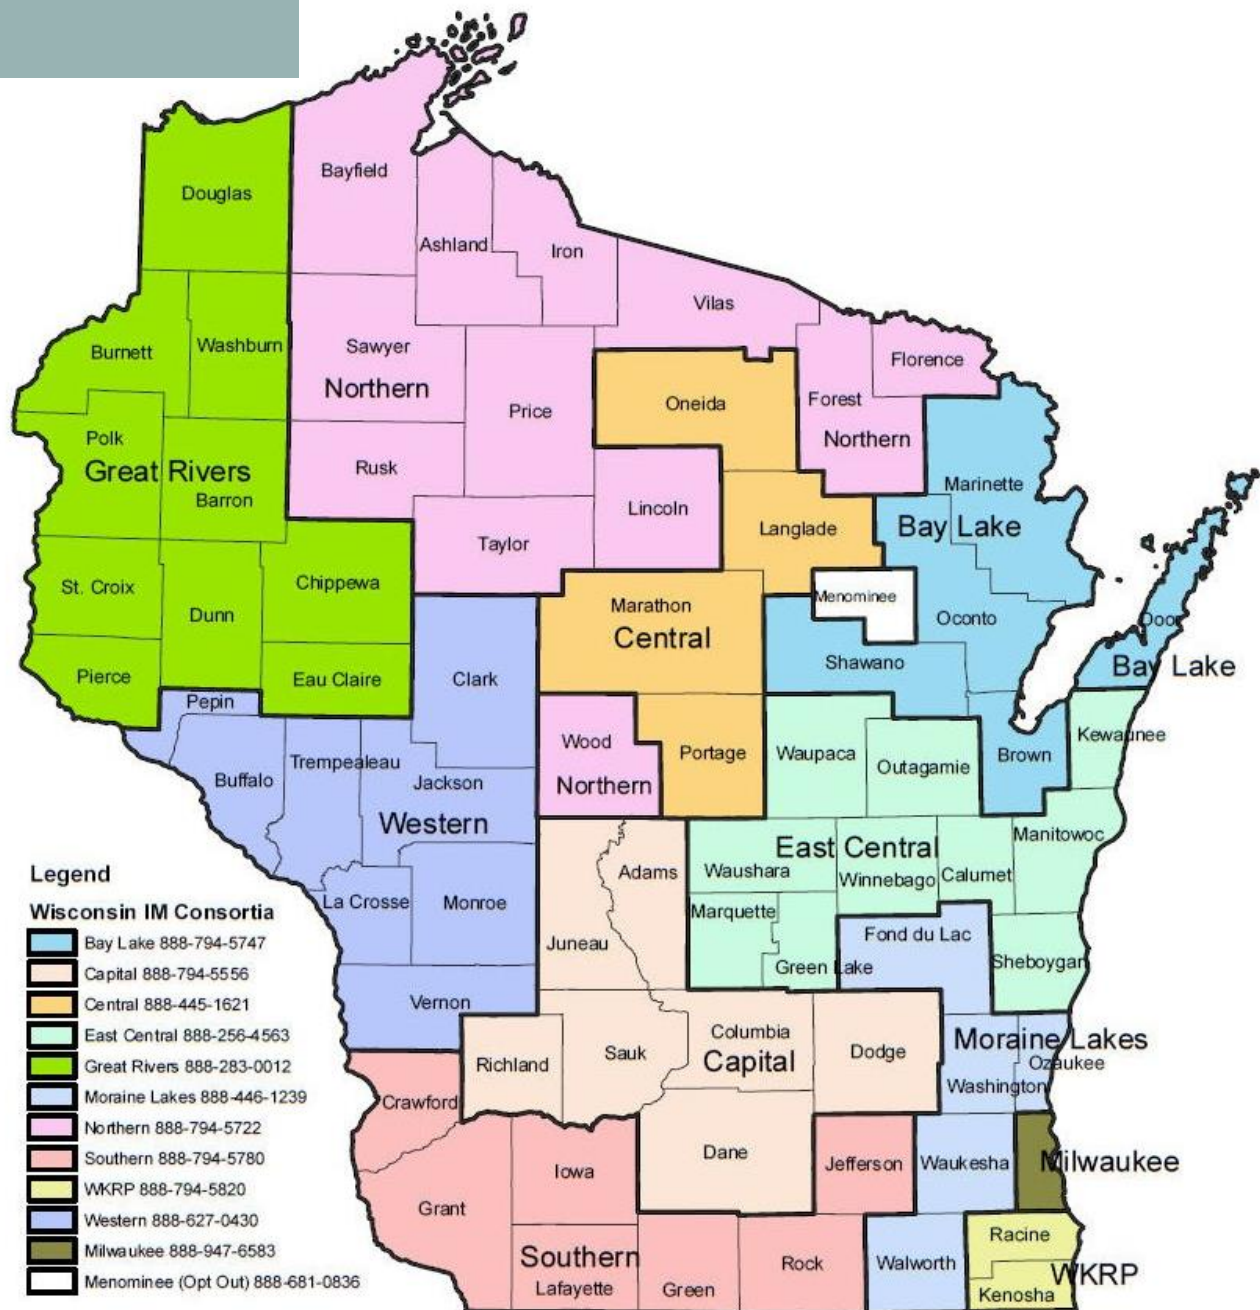 Bayfield
Douglas
Ashland
Iron
Vilas
Burnett
Washburn
Sawyer
Northern
Florence
Price
Oneida
Forest
Northern
Polk
Great Rivers
Barron
Rusk
Marinette
Lincoln
Taylor
Langlade
Bay Lake
St. Croix
Chippewa
Dunn
Marathon
Central
Menominee
Oconto
Door
Bay Lake
Shawano
Pierce
Eau Claire
Clark
Pepin
Wood
Northern
Portage
Waupaca
Outagamie
Brown
Kewaunee
Buffalo
Trempealeau
Jackson
Western
Manitowoc
East Central
Adams
Waushara
Winnebago
Calumet
La Crosse
Monroe
Marquette
Juneau
Fond du Lac
Green Lake
Sheboygan
Vernon
Columbia
Capital
Dodge
Moraine Lakes
Ozaukee
Washington
Richland
Sauk
Crawford
Dane
Iowa
Jefferson
Waukesha
Milwaukee
Grant
Southern
Lafayette
Green
Rock
Walworth
Racine
WKRP
Kenosha
Legend
Wisconsin IM Consortia
Bay Lake 888-794-5747
Capital 888-794-5556
Central 888-445-1621
East Central 888-256-4563
Great Rivers 888-283-0012
Moraine Lakes 888-446-1239
Northern 888-794-5722
Southern 888-794-5780
WKRP 888-794-5820
Western 888-627-0430
Milwaukee 888-947-6583
Menominee (Opt Out) 888-681-0836